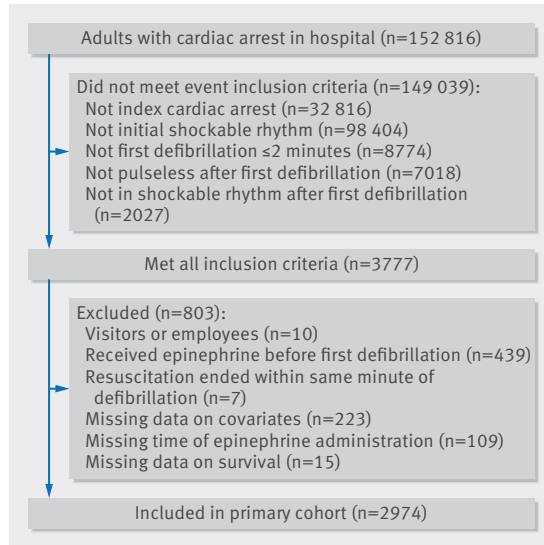 Adults with cardiac arrest in hospital (n=152 816)
Did not meet event inclusion criteria (n=149 039):
Not index cardiac arrest (n=32 816)
Not initial shockable rhythm (n=98 404)
Not first defibrillation ≤2 minutes (n=8774)
Not pulseless after first defibrillation (n=7018)
Not in shockable rhythm after first defibrillation
(n=2027)
Met all inclusion criteria (n=3777)
Excluded (n=803):
Visitors or employees (n=10)
Received epinephrine before first defibrillation (n=439)
Resuscitation ended within same minute of
defibrillation (n=7)
Missing data on covariates (n=223)
Missing time of epinephrine administration (n=109)
Missing data on survival (n=15)
Included in primary cohort (n=2974)